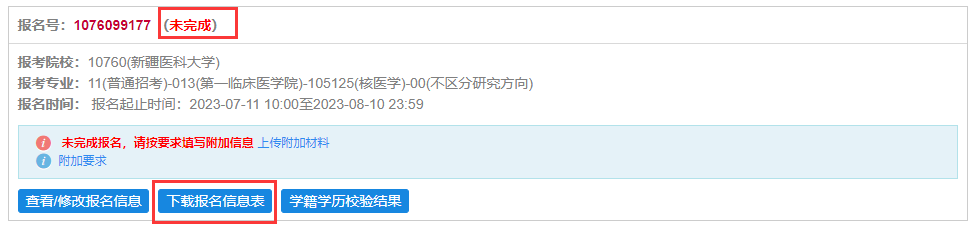 报名号：1076099177 （未完成）
报考院校：10760(新疆医科大学)
报考专业：11(普通招考)-013(第一临床医学院)-105125(核医学)-00(不区分研究方向)
报名时间： 报名起止时间：2023-07-11 10:00至2023-08-10 23:59
i 未完成报名，请按要求填写附加信息 上传附加材料
i 附加要求
查看/修改报名信息 下载报名信息表 学籍学历校验结果